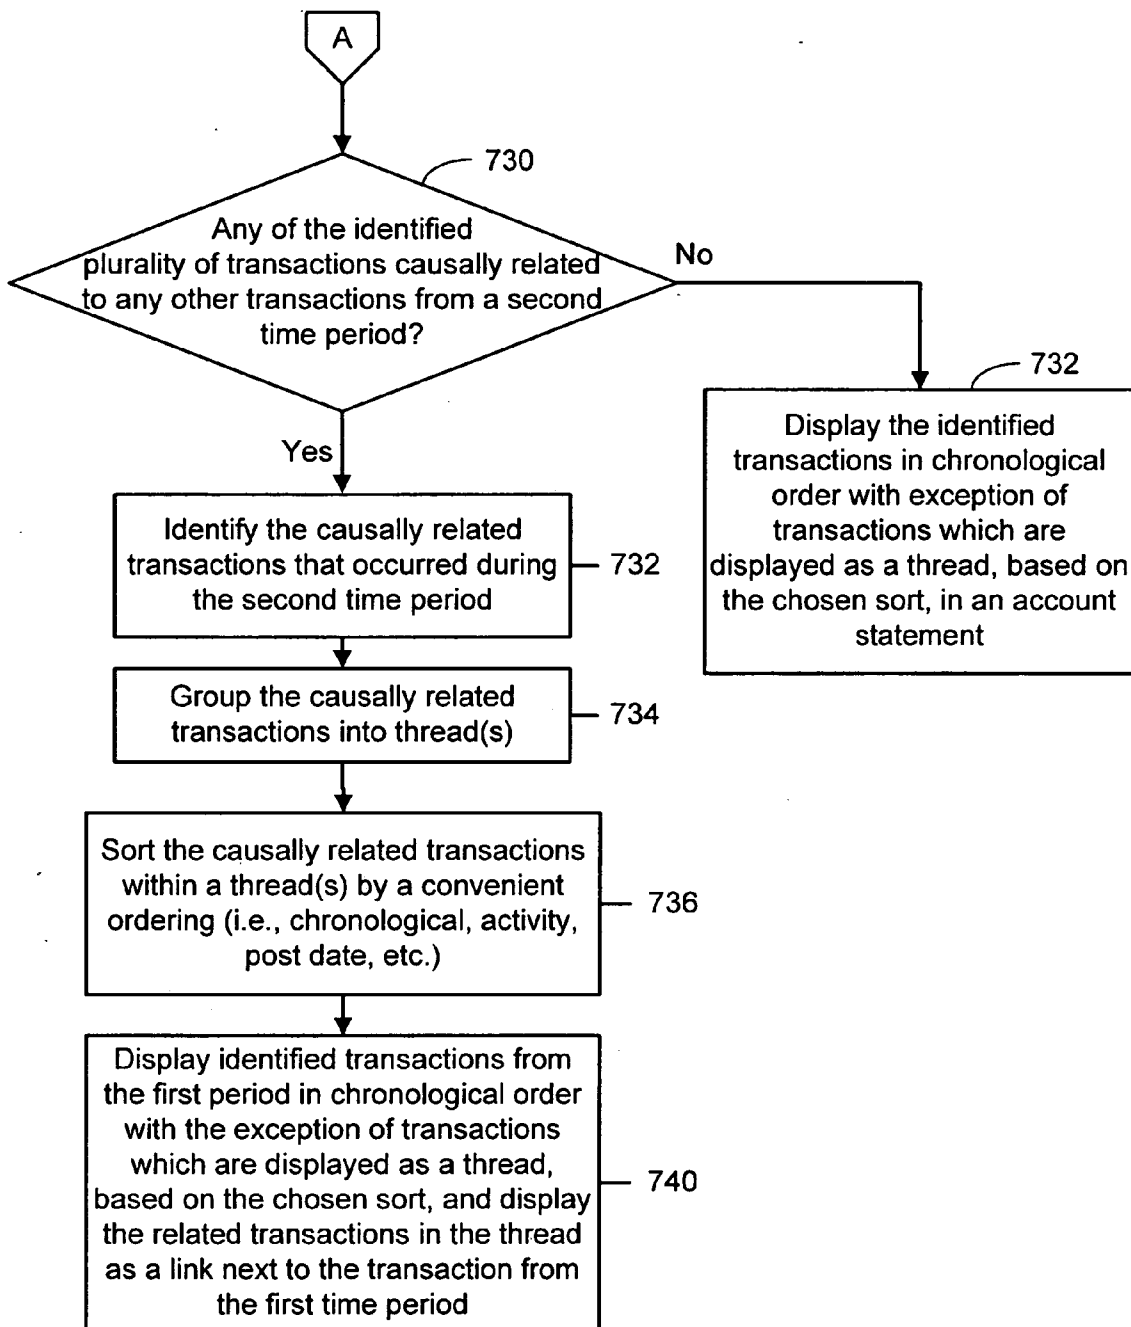 A
730
Any of the identified
plurality of transactions causally related
to any other transactions from a second
time period?
No
Yes
732
Display the identified
transactions in chronological
order with exception of
transactions which are
displayed as a thread, based on
the chosen sort, in an account
statement
Identify the causally related
transactions that occurred during
the second time period
732
Group the causally related
transactions into thread(s)
734
Sort the causally related transactions
within a thread(s) by a convenient
ordering (i.e., chronological, activity,
post date, etc.)
736
Display identified transactions from
the first period in chronological order
with the exception of transactions
which are displayed as a thread,
based on the chosen sort, and display
the related transactions in the thread
as a link next to the transaction from
the first time period
740